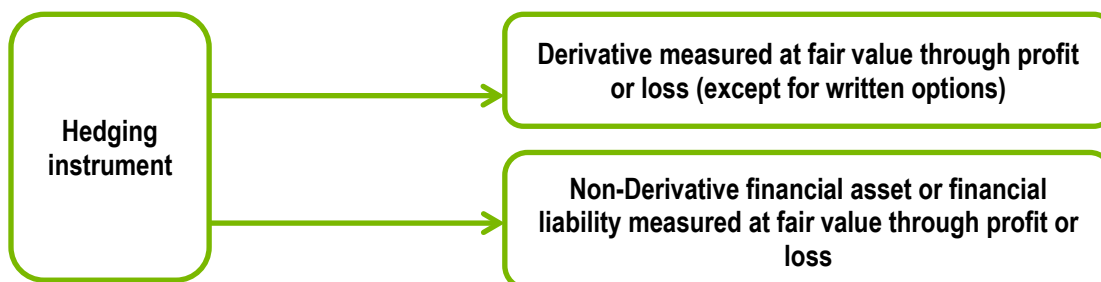 Hedging
instrument
Derivative measured at fair value through profit
or loss (except for written options)
Non-Derivative financial asset or financial
liability measured at fair value through profit or
loss